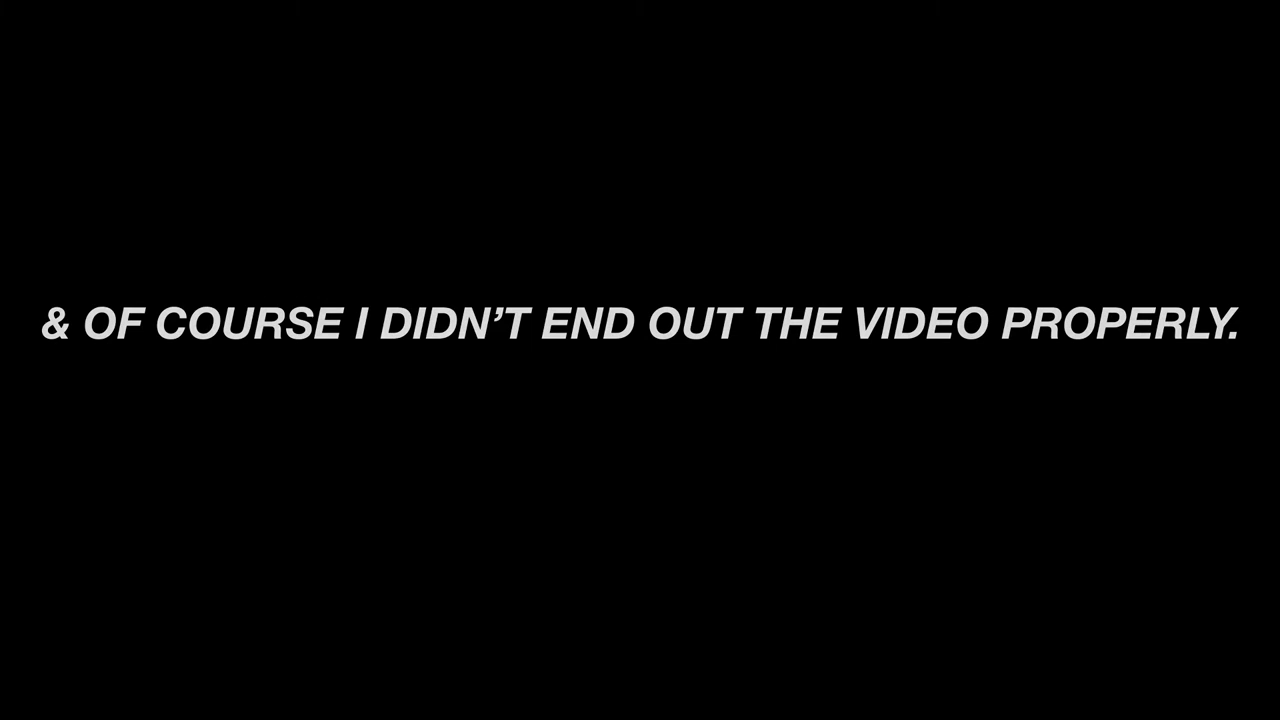 & OF COURSE I DIDN’T END OUT THE VIDEO PROPERLY.